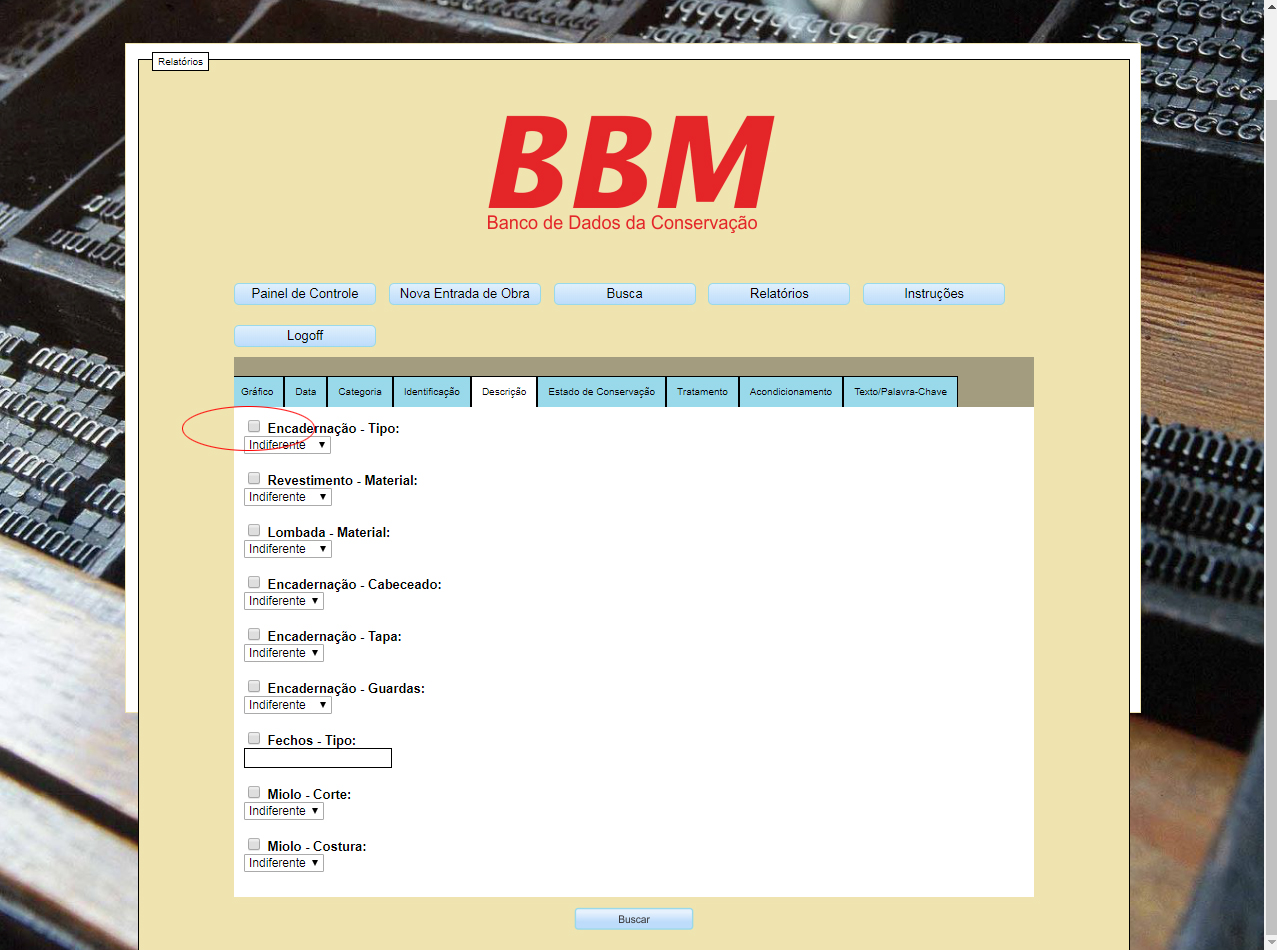 Relatórios
BBM
Banco de Dados da Conservação
Painel de Controle Nova Entrada de Obra Busca Relatórios Instruções
Logoff
Gráfico Data Categoria Identificação Descrição Estado de Conservação Tratamento Acondicionamento Texto/Palavra-Chave
Encadernação - Tipo:
Indiferente
Revestimento - Material:
Indiferente
Lombada - Material:
Indiferente
Encadernação - Cabeceado:
Indiferente
Encadernação - Tapa:
Indiferente
Encadernação - Guardas:
Indiferente
Fechos - Tipo:
Miolo - Corte:
Indiferente
Miolo - Costura:
Indiferente
Buscar